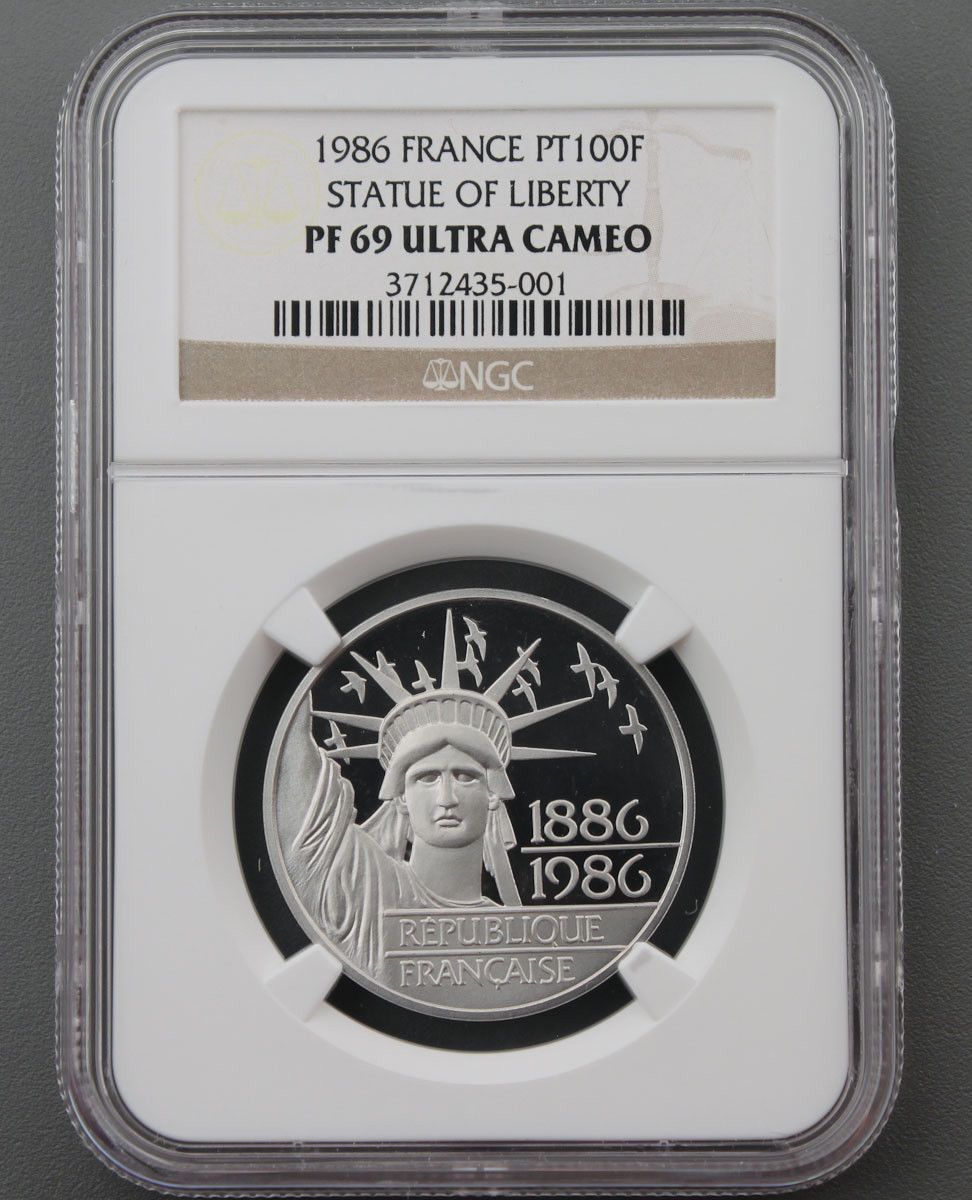 1986 FRANCE PT100F
STATUE OF LIBERTY
PF 69 ULTRA CAMEO
3712435-001
NGC
1886
1986
RÉPUBLIQUE
FRANÇAISE